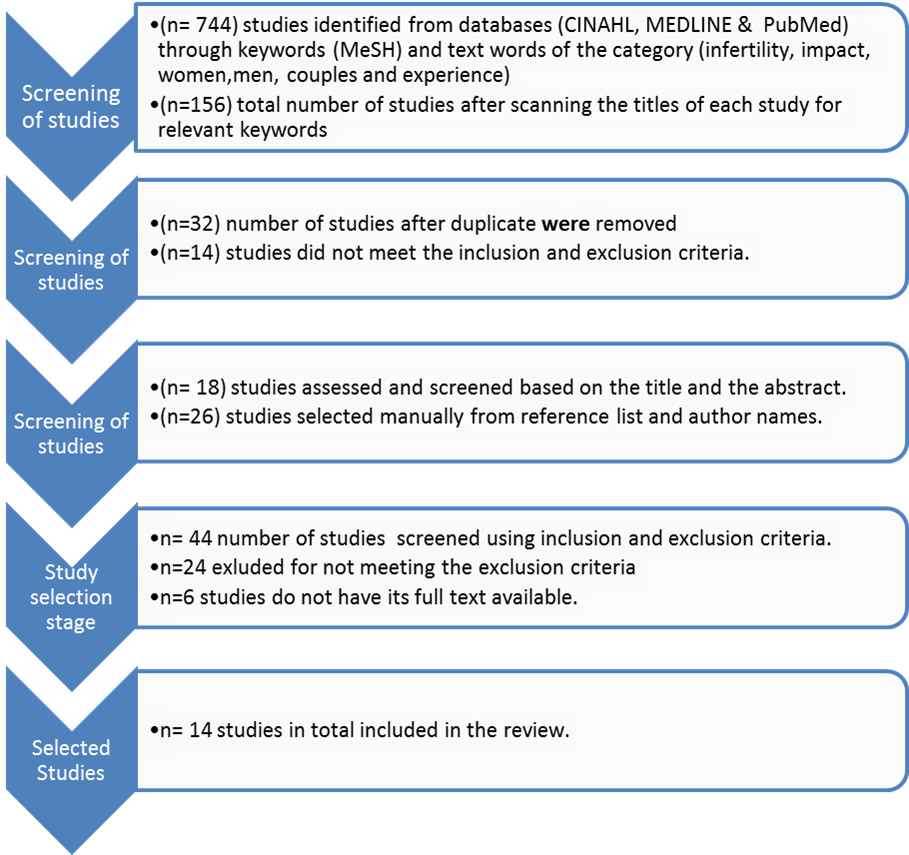 Screening
of studies
•(n= 744) studies identified from databases (CINAHL, MEDLINE & PubMed)
through keywords (MeSH) and text words of the category (infertility, impact,
women,men, couples and experience)
•(n=156) total number of studies after scanning the titles of each study for
relevant keywords
Screening of
studies
•(n=32) number of studies after duplicate were removed
•(n=14) studies did not meet the inclusion and exclusion criteria.
Screening of
studies
•(n= 18) studies assessed and screened based on the title and the abstract.
•(n=26) studies selected manually from reference list and author names.
Study
selection
stage
•n= 44 number of studies screened using inclusion and exclusion criteria.
•n=24 exluded for not meeting the exclusion criteria
•n=6 studies do not have its full text available.
Selected
Studies
•n= 14 studies in total included in the review.